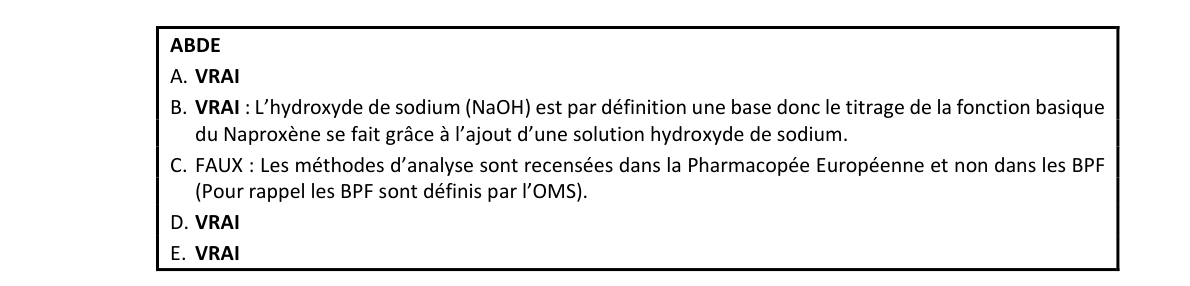 ABDE
A. VRAI
B. VRAI : L’hydroxyde de sodium (NaOH) est par définition une base donc le titrage de la fonction basique
du Naproxène se fait grâce à l’ajout d’une solution hydroxyde de sodium.
C. FAUX : Les méthodes d’analyse sont recensées dans la Pharmacopée Européenne et non dans les BPF
(Pour rappel les BPF sont définis par l’OMS).
D. VRAI
E. VRAI